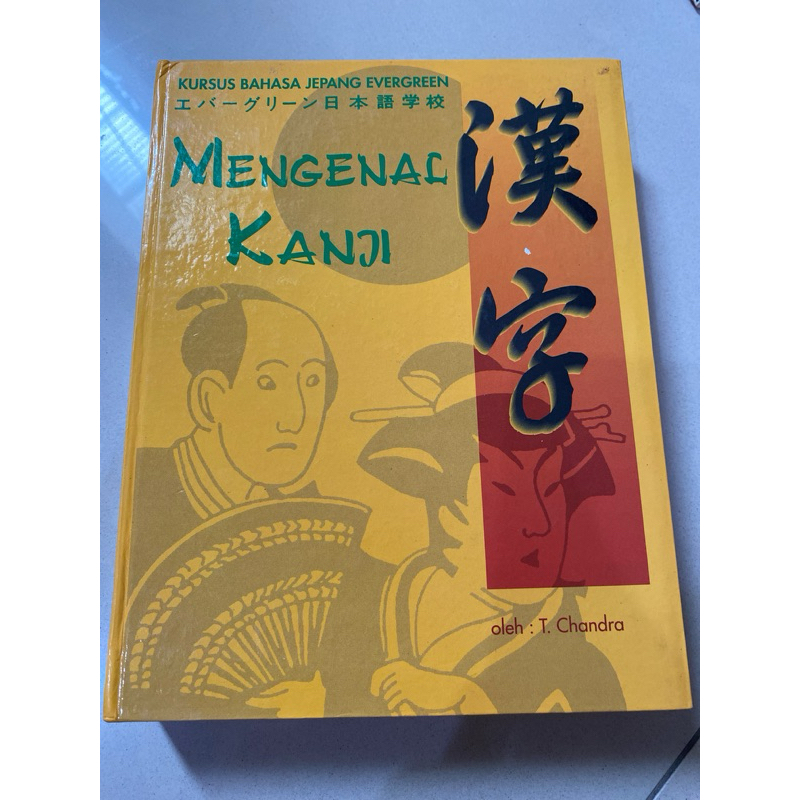 KURSUS BAHASA JEPANG EVERGREEN
エバーグリーン日本語学校
MENGENAL
KANJI
漢字
oleh : T. Chandra